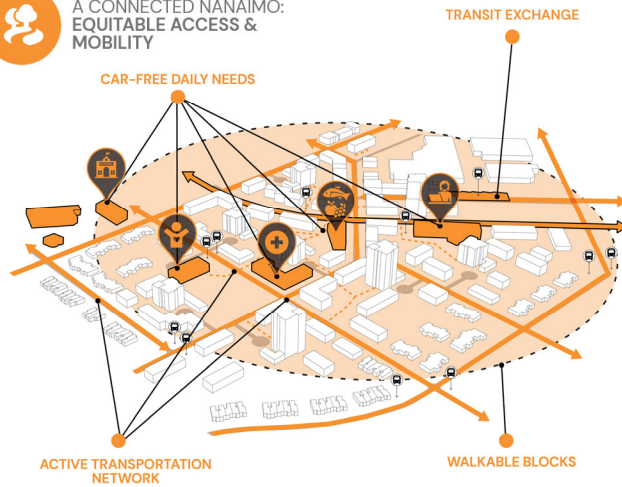 A CONNECTED NANAIMO:
EQUITABLE ACCESS &
MOBILITY
TRANSIT EXCHANGE
CAR-FREE DAILY NEEDS
ACTIVE TRANSPORTATION
NETWORK
WALKABLE BLOCKS